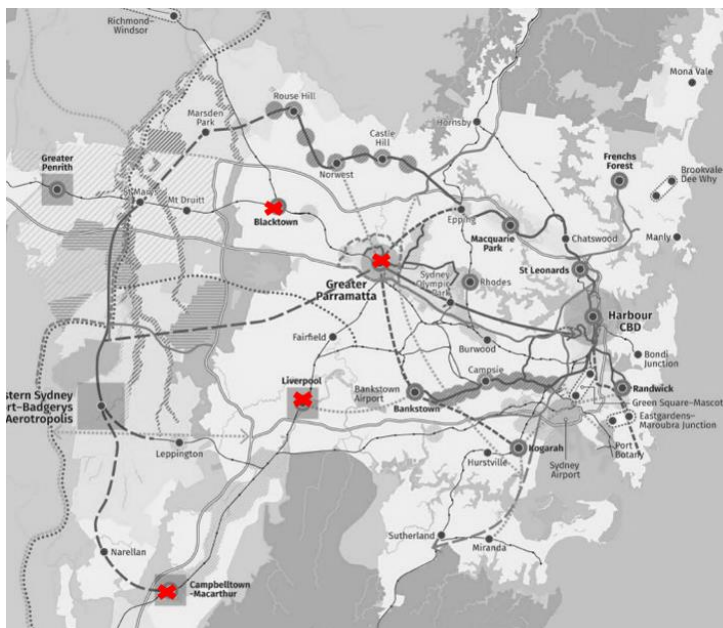 Richmond–
Windsor
Mona Vale
Rouse Hill
Marsden
Park
Hornsby
Castle
Hill
Norwest
Greater
Penrith
St Marys
Mt Druitt
Blacktown
Frenchs
Forest
Brookvale–
Dee Why
Epping
Macquarie
Park
Chatswood
Manly
St Leonards
Greater
Parramatta
Sydney
Olympic
Park
Rhodes
Harbour
CBD
Fairfield
Burwood
Bondi
Junction
Liverpool
Bankstown
Airport
Campsie
Bankstown
Randwick
Green Square–Mascot
Eastgardens–
Maroubra Junction
Port
Botany
Sydney
Airport
Kogarah
Hurstville
stern Sydney
ort–Badgerys
Aerotropolis
Leppington
Sutherland
Miranda
Narellan
Campbelltown
–Macarthur